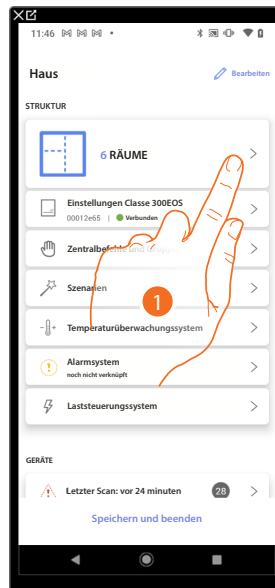 11:46
Haus
Bearbeiten
STRUKTUR
6 RÄUME
Einstellungen Classe 300EOS
00012e65 | Verbunden
Zentralbefehle und
Szenarien
1
Temperaturüberwachungssystem
Alarmsystem
noch nicht verknüpft
Laststeuerungssystem
GERÄTE
Letzter Scan: vor 24 minuten 28
Speichern und beenden